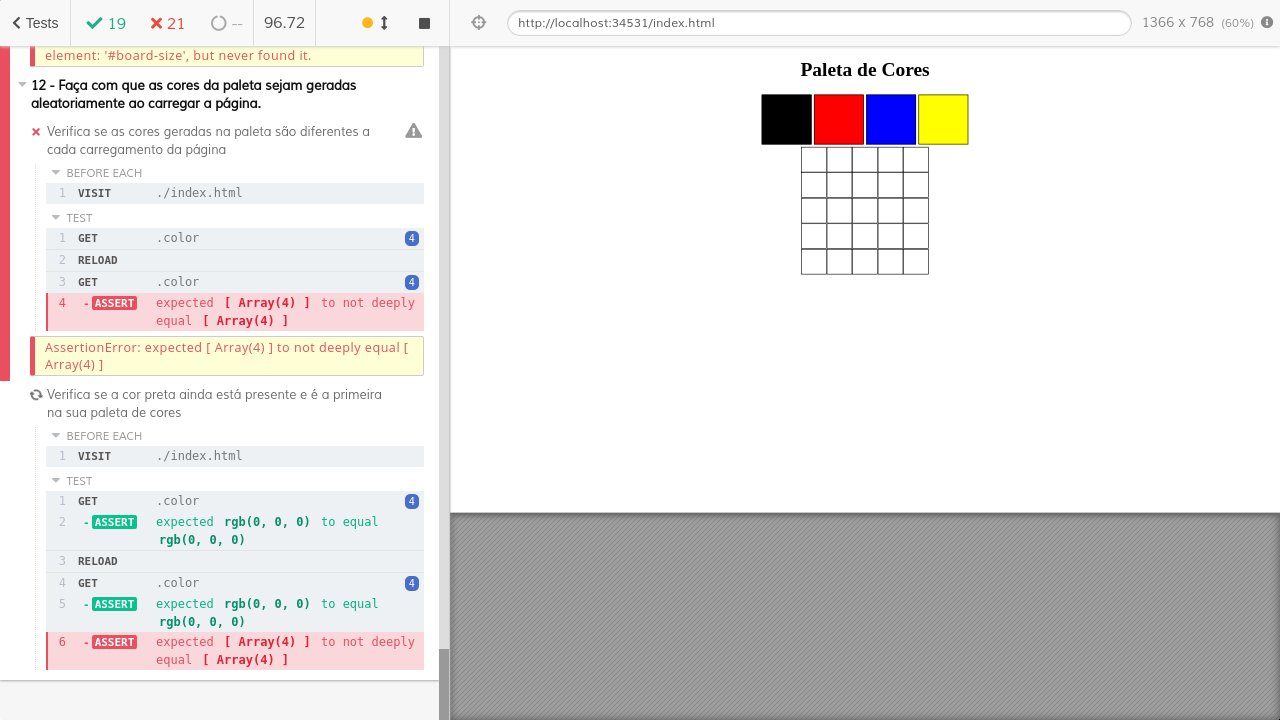 Tests
19
21
--
96.72
http://localhost:34531/index.html
1366 x 768 (60%)
element: '#board-size', but never found it.
12 - Faça com que as cores da paleta sejam geradas
aleatoriamente ao carregar a página.
Verifica se as cores geradas na paleta são diferentes a
cada carregamento da página
BEFORE EACH
1 VISIT ./index.html
TEST
1 GET .color 4
2 RELOAD
3 GET .color 4
4 -ASSERT expected [ Array(4) ] to not deeply
equal [ Array(4) ]
AssertionError: expected [ Array(4) ] to not deeply equal [
Array(4) ]
Verifica se a cor preta ainda está presente e é a primeira
na sua paleta de cores
BEFORE EACH
1 VISIT ./index.html
TEST
1 GET .color 4
2 -ASSERT expected rgb(0, 0, 0) to equal
rgb(0, 0, 0)
3 RELOAD
4 GET .color 4
5 -ASSERT expected rgb(0, 0, 0) to equal
rgb(0, 0, 0)
6 -ASSERT expected [ Array(4) ] to not deeply
equal [ Array(4) ]
Paleta de Cores